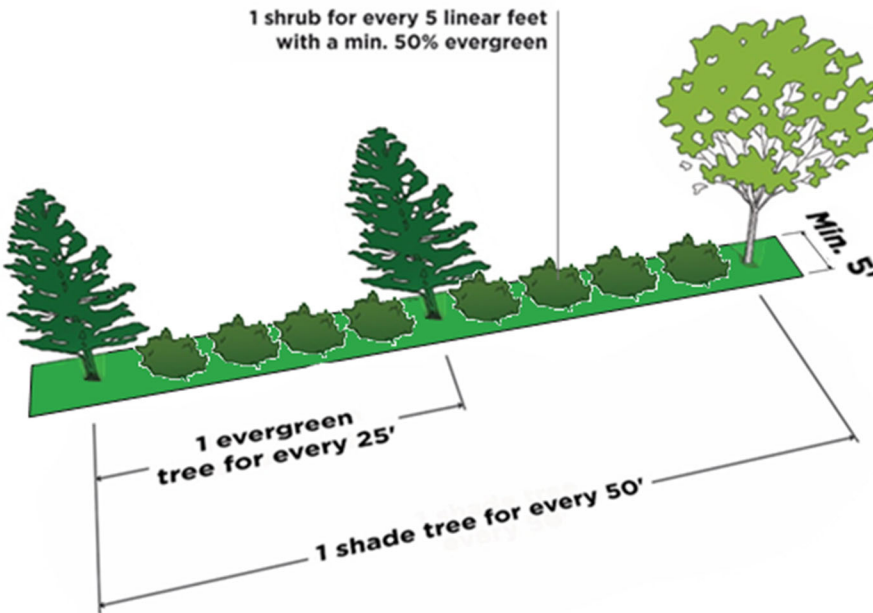 1 shrub for every 5 linear feet
with a min. 50% evergreen
Min. 5'
1 evergreen
tree for every 25'
1 shade tree for every 50'